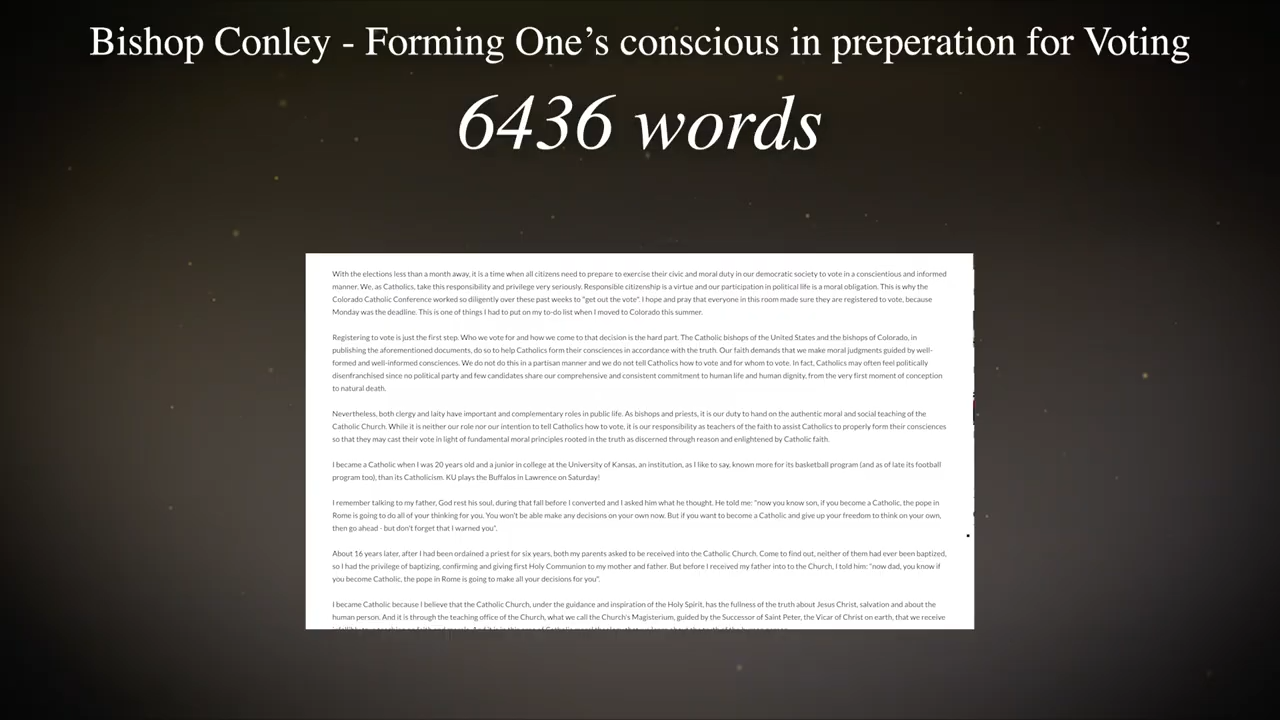 Bishop Conley - Forming One’s conscious in preperation for Voting
6436 words
With the elections less than a month away, it is a time when all citizens need to prepare to exercise their civic and moral duty in our democratic society to vote in a conscientious and informed
manner. We, as Catholics, take this responsibility and privilege very seriously. Responsible citizenship is a virtue and our participation in political life is a moral obligation. This is why the
Colorado Catholic Conference worked so diligently over these past weeks to "get out the vote". I hope and pray that everyone in this room made sure they are registered to vote, because
Monday was the deadline. This is one of things I had to put on my to-do list when I moved to Colorado this summer.
Registering to vote is just the first step. Who we vote for and how we come to that decision is the hard part. The Catholic bishops of the United States and the bishops of Colorado, in
publishing the aforementioned documents, do so to help Catholics form their consciences in accordance with the truth. Our faith demands that we make moral judgments guided by well-
formed and well-informed consciences. We do not do this in a partisan manner and we do not tell Catholics how to vote and for whom to vote. In fact, Catholics may often feel politically
disenfranchised since no political party and few candidates share our comprehensive and consistent commitment to human life and human dignity, from the very first moment of conception
to natural death.
Nevertheless, both clergy and laity have important and complementary roles in public life. As bishops and priests, it is our duty to hand on the authentic moral and social teaching of the
Catholic Church. While it is neither our role nor our intention to tell Catholics how to vote, it is our responsibility as teachers of the faith to assist Catholics to properly form their consciences
so that they may cast their vote in light of fundamental moral principles rooted in the truth as discerned through reason and enlightened by Catholic faith.
I became a Catholic when I was 20 years old and a junior in college at the University of Kansas, an institution, as I like to say, known more for its basketball program (and as of late its football
program too), than its Catholicism. KU plays the Buffalos in Lawrence on Saturday!
I remember talking to my father, God rest his soul, during that fall before I converted and I asked him what he thought. He told me: "now you know son, if you become a Catholic, the pope in
Rome is going to do all of your thinking for you. You won't be able make any decisions on your own now. But if you want to become a Catholic and give up your freedom to think on your own,
then go ahead - but don't forget that I warned you".
About 16 years later, after I had been ordained a priest for six years, both my parents asked to be received into the Catholic Church. Come to find out, neither of them had ever been baptized,
so I had the privilege of baptizing, confirming and giving first Holy Communion to my mother and father. But before I received my father into to the Church, I told him: "now dad, you know if
you become Catholic, the pope in Rome is going to make all your decisions for you".
I became Catholic because I believe that the Catholic Church, under the guidance and inspiration of the Holy Spirit, has the fullness of the truth about Jesus Christ, salvation and about the
human person. And it is through the teaching office of the Church, what we call the Church's Magisterium, guided by the Successor of Saint Peter, the Vicar of Christ on earth, that we receive